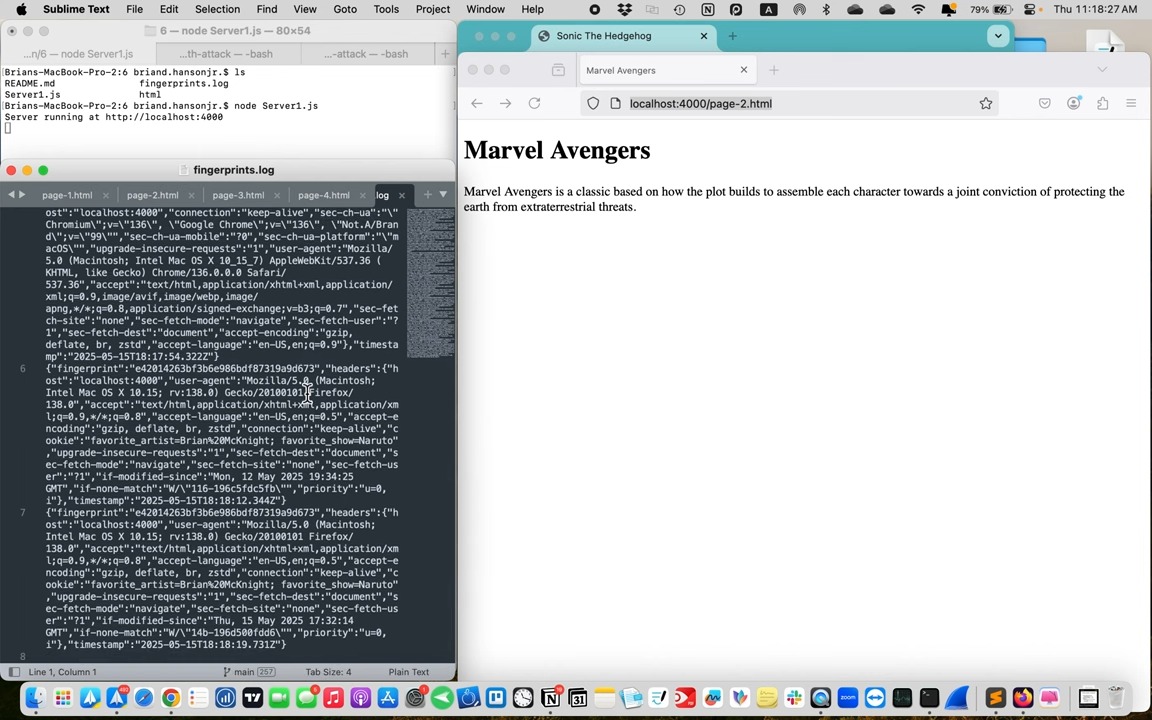 Sublime Text File Edit Selection Find View Goto Tools Project Window Help 79% Thu 11:18:27 AM
6 — node Server1.js — 80×54
...n/6 — node Server1.js ...th-attack — -bash ...-attack — -bash
[Brians-MacBook-Pro-2:6 briand.hansonjr.$ ls
README.md fingerprints.log
Server1.js html
[Brians-MacBook-Pro-2:6 briand.hansonjr.$ node Server1.js
Server running at http://localhost:4000
fingerprints.log
page-1.html page-2.html page-3.html page-4.html log
ost":"localhost:4000","connection":"keep-alive","sec-ch-ua":"\"
Chromium\";v=\"136\", \"Google Chrome\";v=\"136\", \"Not.A/Bran
d\";v=\"99\"","sec-ch-ua-mobile":"?0","sec-ch-ua-platform":"\"m
acOS\"","upgrade-insecure-requests":"1","user-agent":"Mozilla/
5.0 (Macintosh; Intel Mac OS X 10_15_7) AppleWebKit/537.36 (
KHTML, like Gecko) Chrome/136.0.0.0 Safari/
537.36","accept":"text/html,application/xhtml+xml,application/
xml;q=0.9,image/avif,image/webp,image/
apng,*/*;q=0.8,application/signed-exchange;v=b3;q=0.7","sec-fet
ch-site":"none","sec-fetch-mode":"navigate","sec-fetch-user":"?
1","sec-fetch-dest":"document","accept-encoding":"gzip,
deflate, br, zstd","accept-language":"en-US,en;q=0.9"},"timesta
mp":"2025-05-15T18:17:54.322Z"}
6 {"fingerprint":"e42014263bf3b6e986bdf87319a9d673","headers":{"h
ost":"localhost:4000","user-agent":"Mozilla/5.0 (Macintosh;
Intel Mac OS X 10.15; rv:138.0) Gecko/20100101 Firefox/
138.0","accept":"text/html,application/xhtml+xml,application/xm
l;q=0.9,*/*;q=0.8","accept-language":"en-US,en;q=0.5","accept-e
ncoding":"gzip, deflate, br, zstd","connection":"keep-alive","c
ookie":"favorite_artist=Brian%20McKnight; favorite_show=Naruto"
,"upgrade-insecure-requests":"1","sec-fetch-dest":"document","s
ec-fetch-mode":"navigate","sec-fetch-site":"none","sec-fetch-us
er":"?1","if-modified-since":"Mon, 12 May 2025 19:34:25
GMT","if-none-match":"W/\"116-196c5fdc5fb\"","priority":"u=0,
i"},"timestamp":"2025-05-15T18:18:12.344Z"}
7 {"fingerprint":"e42014263bf3b6e986bdf87319a9d673","headers":{"h
ost":"localhost:4000","user-agent":"Mozilla/5.0 (Macintosh;
Intel Mac OS X 10.15; rv:138.0) Gecko/20100101 Firefox/
138.0","accept":"text/html,application/xhtml+xml,application/xm
l;q=0.9,*/*;q=0.8","accept-language":"en-US,en;q=0.5","accept-e
ncoding":"gzip, deflate, br, zstd","connection":"keep-alive","c
ookie":"favorite_artist=Brian%20McKnight; favorite_show=Naruto"
,"upgrade-insecure-requests":"1","sec-fetch-dest":"document","s
ec-fetch-mode":"navigate","sec-fetch-site":"none","sec-fetch-us
er":"?1","if-modified-since":"Thu, 15 May 2025 17:32:14
GMT","if-none-match":"W/\"14b-196d500fdd6\"","priority":"u=0,
i"},"timestamp":"2025-05-15T18:18:19.731Z"}
8
Line 1, Column 1 main 257 Tab Size: 4 Plain Text
Sonic The Hedgehog
Marvel Avengers
localhost:4000/page-2.html
Marvel Avengers
Marvel Avengers is a classic based on how the plot builds to assemble each character towards a joint conviction of protecting the
earth from extraterrestrial threats.